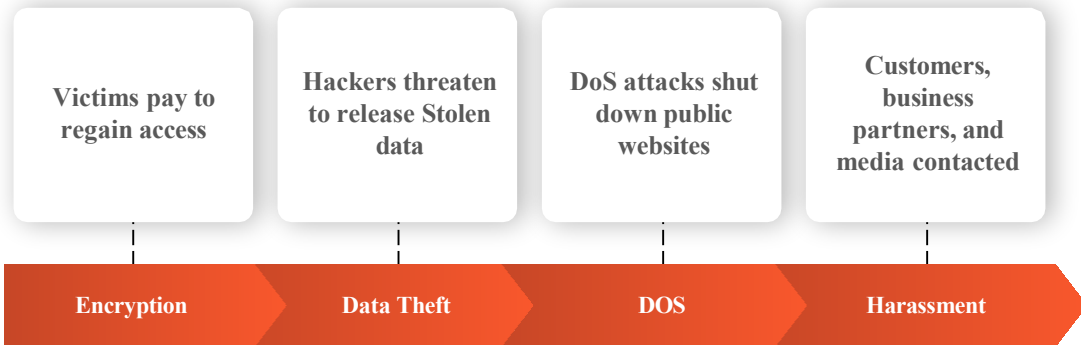 Victims pay to
regain access
Hackers threaten
to release Stolen
data
DoS attacks shut
down public
websites
Customers,
business
partners, and
media contacted
Encryption
Data Theft
DOS
Harassment